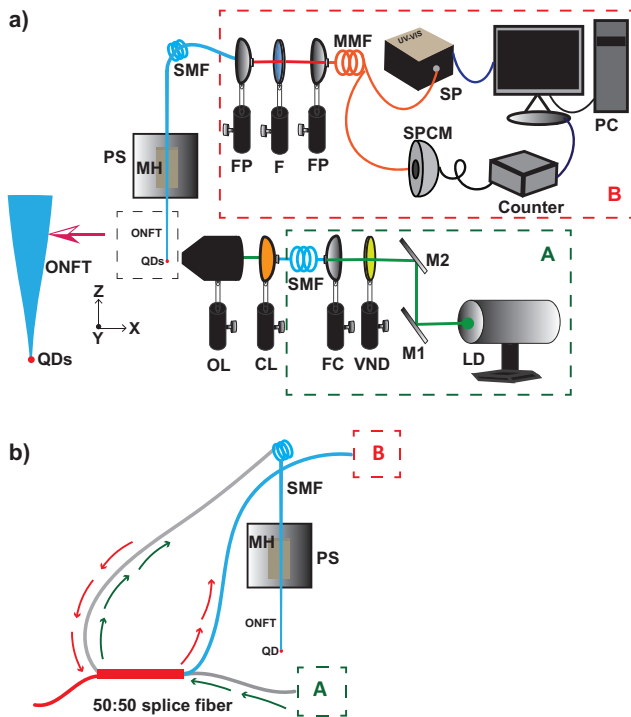 a)
SMF
MMF
UV-VIS
SP
PC
SPCM
FP
F
FP
Counter
B
PS
MH
ONFT
ONFT
QDs
Z
Y
X
QDs
SMF
A
M2
M1
OL
CL
FC
VND
LD
b)
B
SMF
MH
PS
ONFT
QD
A
50:50 splice fiber